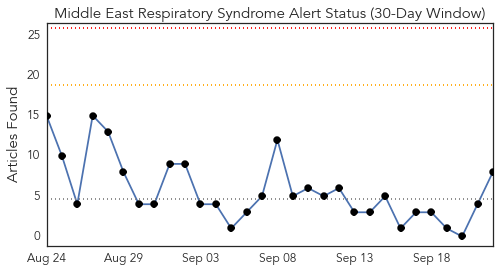 Middle East Respiratory Syndrome Alert Status (30-Day Window)
Articles Found
25
20
15
10
5
0
Aug 24 Aug 29 Sep 03 Sep 08 Sep 13 Sep 18